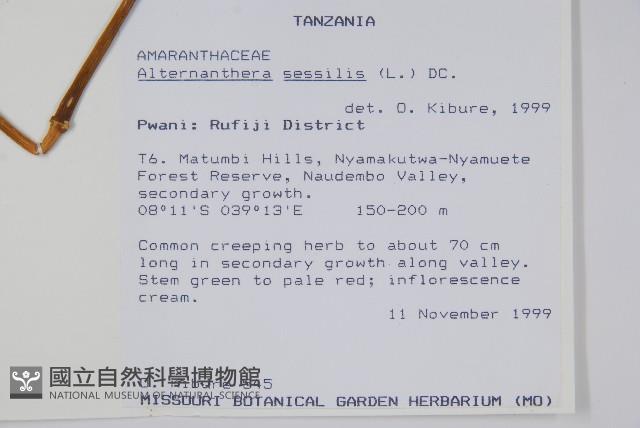 TANZANIA
AMARANTHACEAE
Alternanthera sessilis (L.) DC.
det. O. Kibure, 1999
Pwani: Rufiji District
T6. Matumbi Hills, Nyamakutwa-Nyamuete
Forest Reserve, Naudembo Valley,
secondary growth.
08°11'S 039°13'E 150-200 m
Common creeping herb to about 70 cm
long in secondary growth along valley.
Stem green to pale red; inflorescence
cream.
11 November 1999
國立自然科學博物館
NATIONAL MUSEUM OF NATURAL SCIENCE
O. Kibure 545
MISSOURI BOTANICAL GARDEN HERBARIUM (MO)